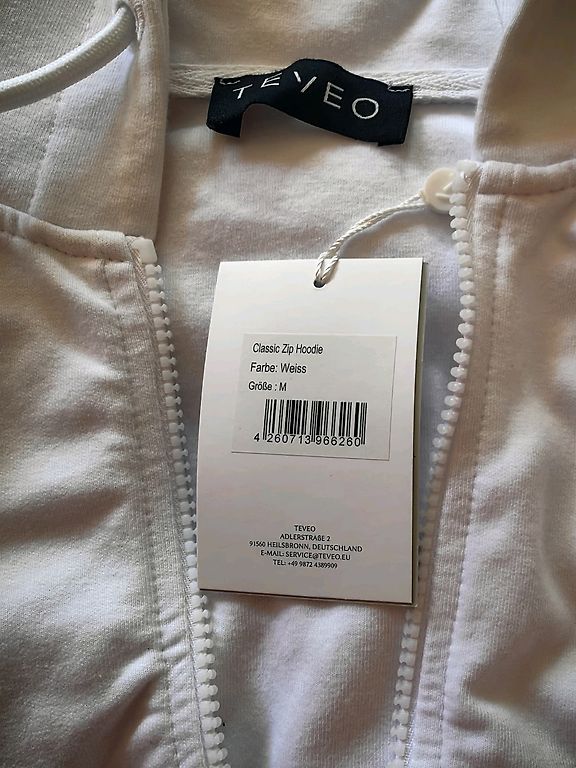 TEVEO
Classic Zip Hoodie
Farbe: Weiss
Größe : M
4 260713 966260
TEVEO
ADLERSTRAßE 2
91560 HEILSBRONN, DEUTSCHLAND
E-MAIL: SERVICE@TEVEO.EU
TEL: +49 9872 4389909